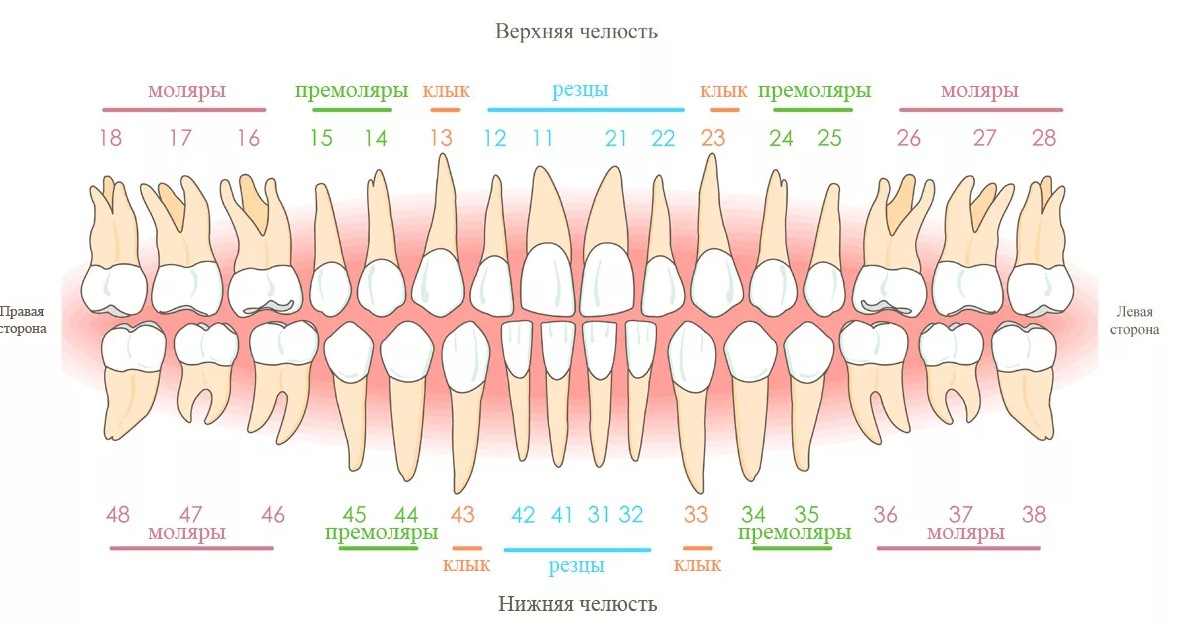 Верхняя челюсть
моляры премоляры клык резцы клык премоляры моляры
18 17 16 15 14 13 12 11 21 22 23 24 25 26 27 28
Правая
сторона
Левая
сторона
48 47 46 45 44 43 42 41 31 32 33 34 35 36 37 38
моляры премоляры премоляры моляры
клык резцы клык
Нижняя челюсть